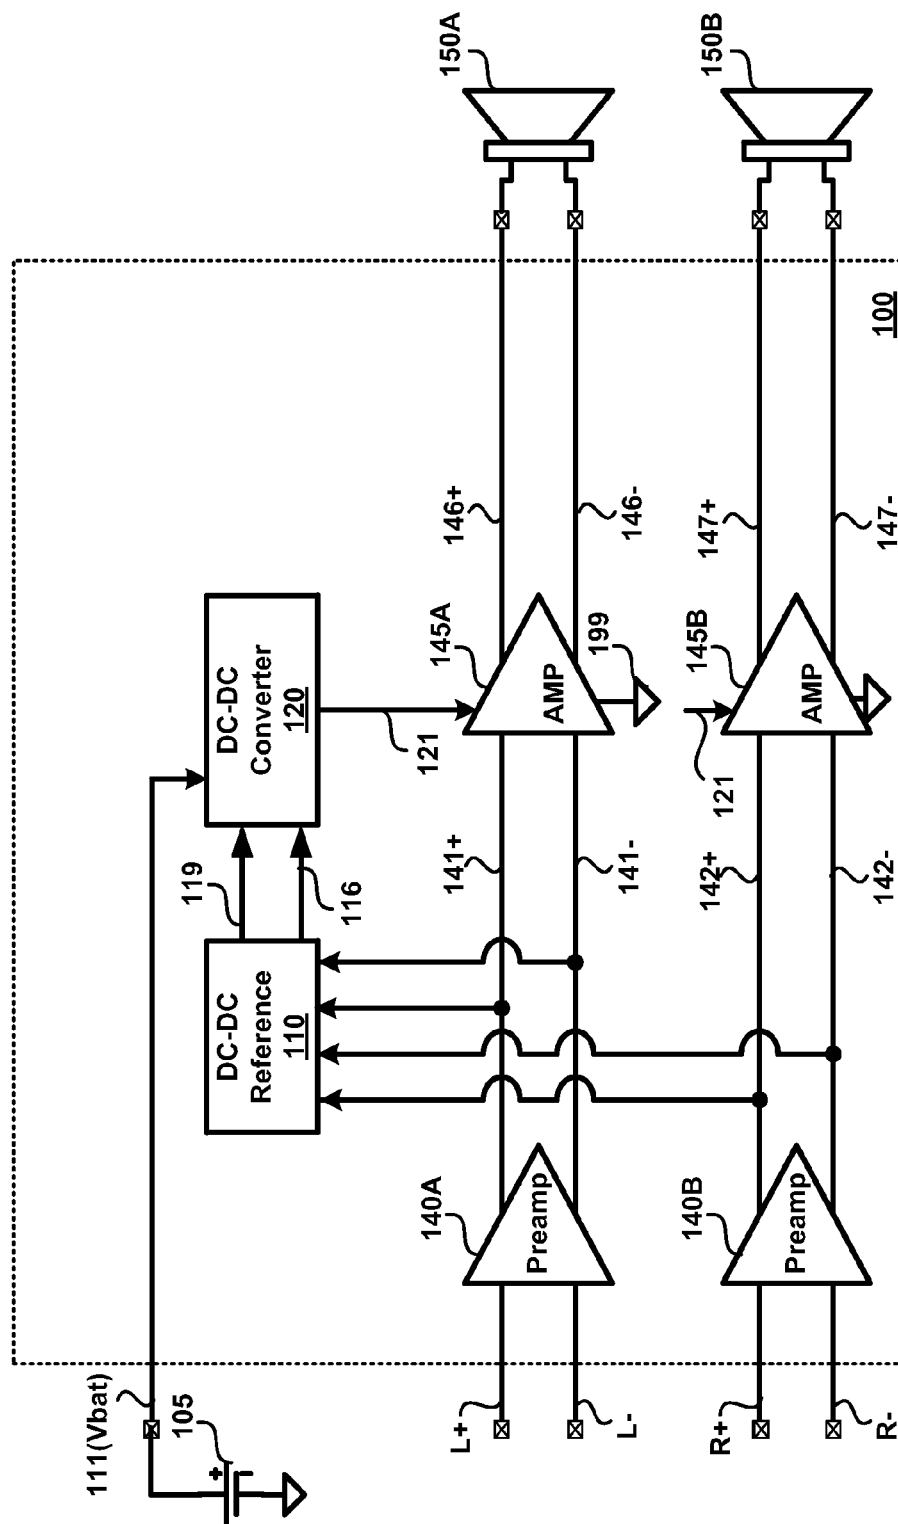 111(Vbat)
105
+
-
DC-DC
Reference
110
119
116
DC-DC
Converter
120
121
L+
L-
140A
Preamp
141+
141-
145A
AMP
199
146+
146-
150A
R+
R-
140B
Preamp
142+
142-
121
145B
AMP
147+
147-
150B
100